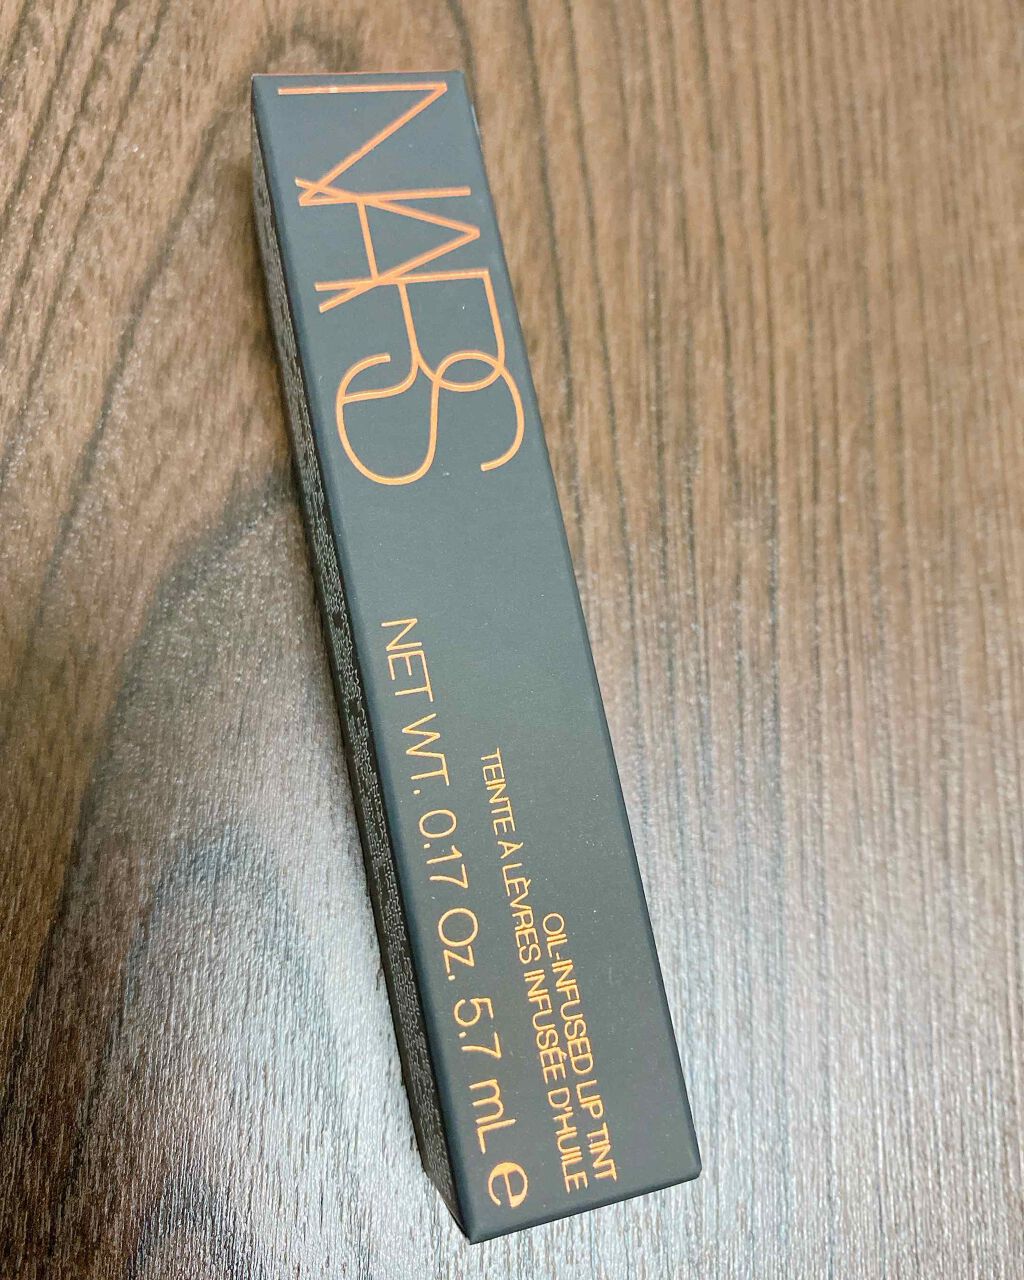 NARS
OIL-INFUSED LIP TINT
TEINTE À LÈVRES INFUSÉE D'HUILE
NET WT. 0.17 Oz. 5.7 mL e